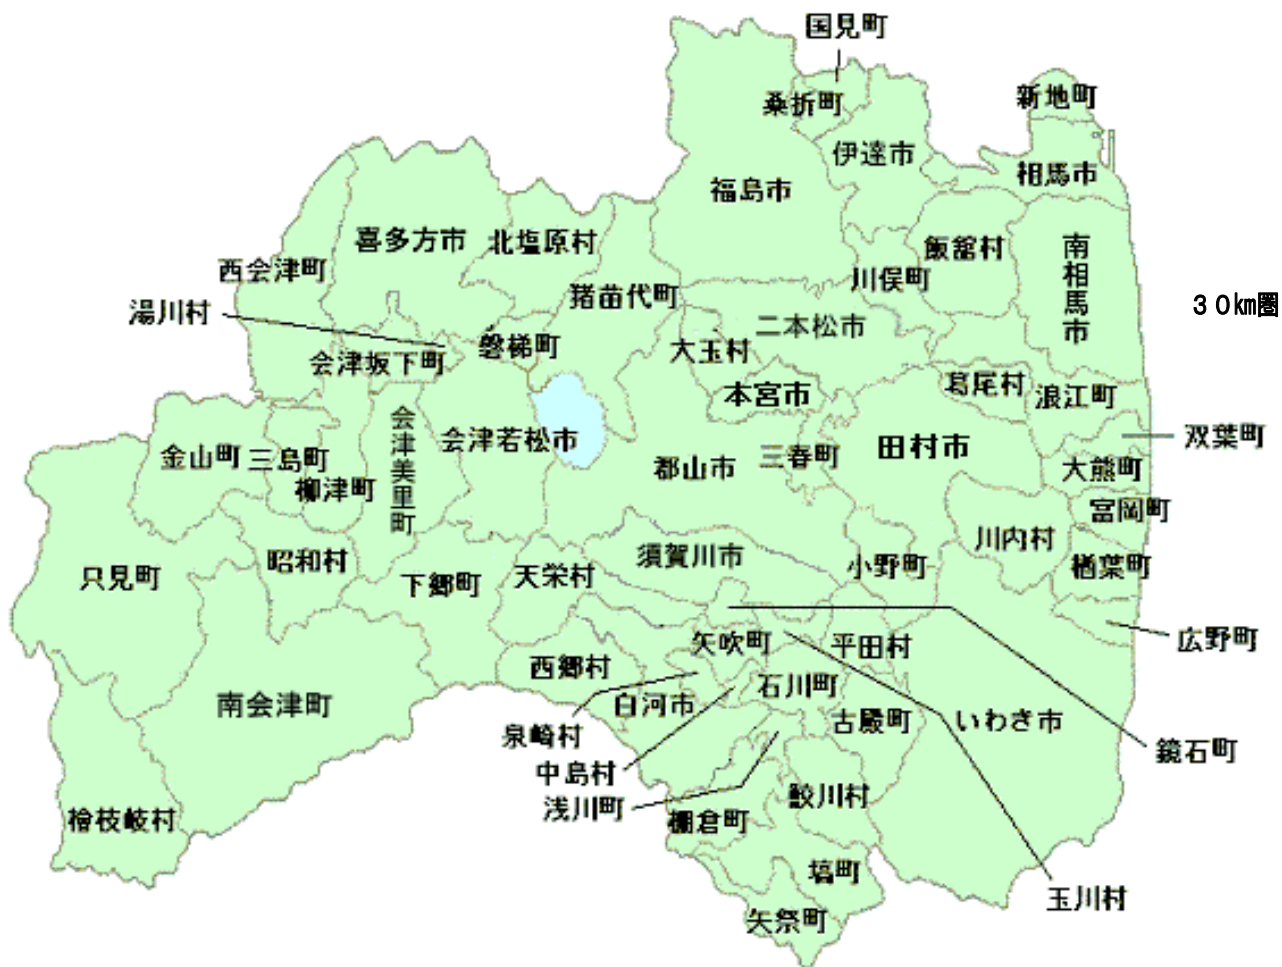 国見町
桑折町
新地町
伊達市
相馬市
福島市
喜多方市
北塩原村
飯舘村
南相馬市
西会津町
川俣町
猪苗代町
30㎞圏
湯川村
二本松市
磐梯町
大玉村
会津坂下町
本宮市
葛尾村
浪江町
会津美里町
会津若松市
双葉町
金山町
三島町
郡山市
三春町
田村市
大熊町
柳津町
富岡町
川内村
昭和村
須賀川市
只見町
下郷町
天栄村
小野町
楢葉町
広野町
矢吹町
平田村
西郷村
石川町
南会津町
白河市
古殿町
いわき市
泉崎村
鏡石町
中島村
浅川町
鮫川村
檜枝岐村
棚倉町
塙町
玉川村
矢祭町